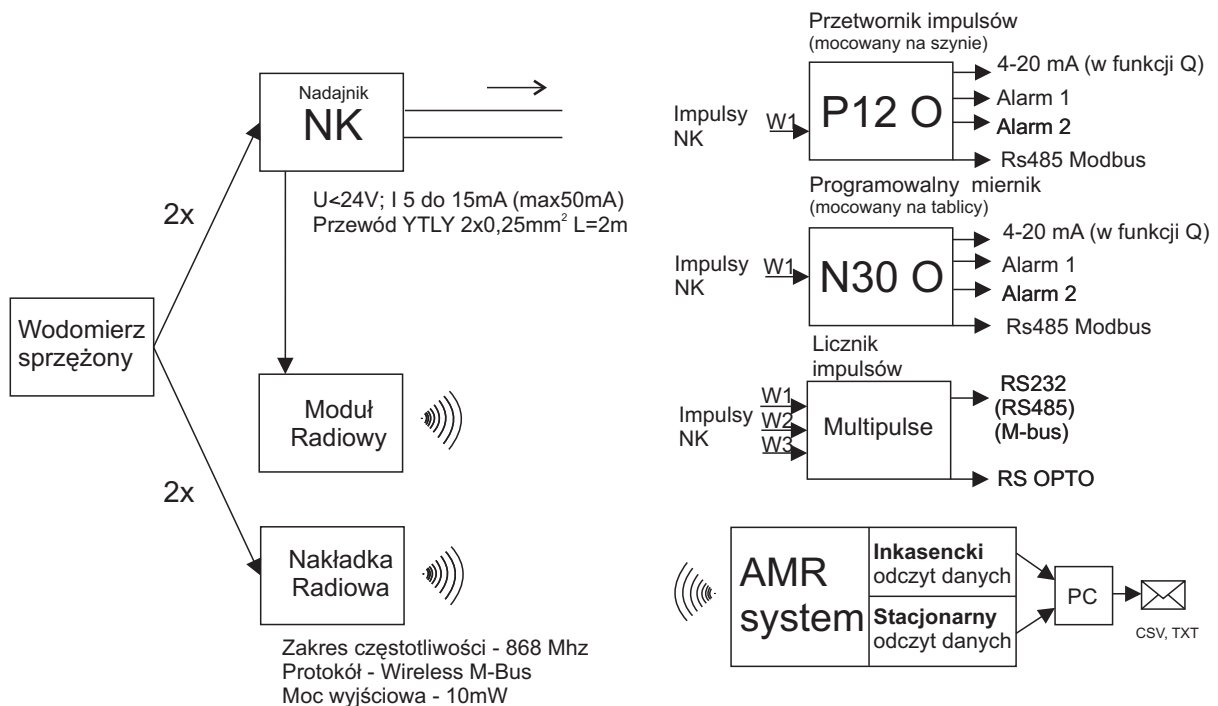 Nadajnik
NK
2x
U<24V; I 5 do 15mA (max50mA)
Przewód YTLY 2x0,25mm² L=2m
Wodomierz
sprzężony
Moduł
Radiowy
2x
Nakładka
Radiowa
Zakres częstotliwości - 868 Mhz
Protokół - Wireless M-Bus
Moc wyjściowa - 10mW
Przetwornik impulsów
(mocowany na szynie)
Impulsy
NK
W1
P12 O
4-20 mA (w funkcji Q)
Alarm 1
Alarm 2
Rs485 Modbus
Programowalny miernik
(mocowany na tablicy)
Impulsy
NK
W1
N30 O
4-20 mA (w funkcji Q)
Alarm 1
Alarm 2
Rs485 Modbus
Licznik
impulsów
Impulsy
NK
W1
W2
W3
Multipulse
RS232
(RS485)
(M-bus)
RS OPTO
AMR
system
Inkasencki
odczyt danych
Stacjonarny
odczyt danych
PC
CSV, TXT